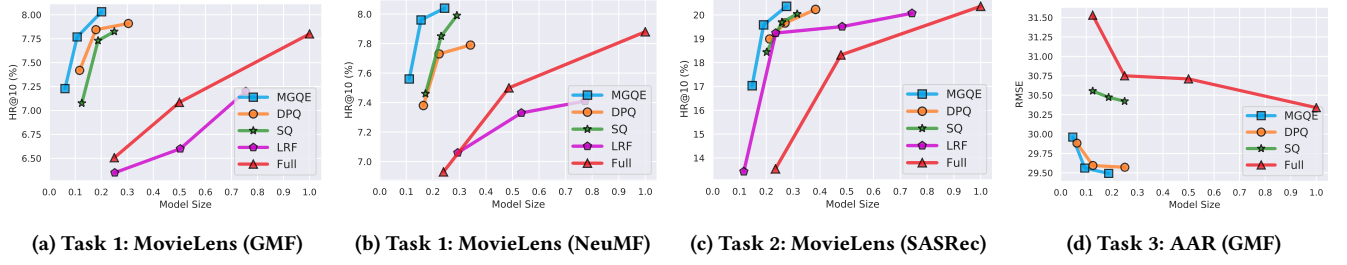 8.00
7.75
7.50
7.25
7.00
6.75
6.50
HR@10 (%)
0.0 0.1 0.2 0.3 0.4 0.5 0.6 0.7 0.8 0.9 1.0
Model Size
MGQE
DPQ
SQ
LRF
Full
(a) Task 1: MovieLens (GMF)
8.0
7.8
7.6
7.4
7.2
7.0
HR@10 (%)
0.0 0.1 0.2 0.3 0.4 0.5 0.6 0.7 0.8 0.9 1.0
Model Size
MGQE
DPQ
SQ
LRF
Full
(b) Task 1: MovieLens (NeuMF)
20
19
18
17
16
15
14
HR@10 (%)
0.0 0.1 0.2 0.3 0.4 0.5 0.6 0.7 0.8 0.9 1.0
Model Size
MGQE
DPQ
SQ
LRF
Full
(c) Task 2: MovieLens (SASRec)
31.50
31.25
31.00
30.75
30.50
30.25
30.00
29.75
29.50
RMSE
0.0 0.1 0.2 0.3 0.4 0.5 0.6 0.7 0.8 0.9 1.0
Model Size
MGQE
DPQ
SQ
Full
(d) Task 3: AAR (GMF)